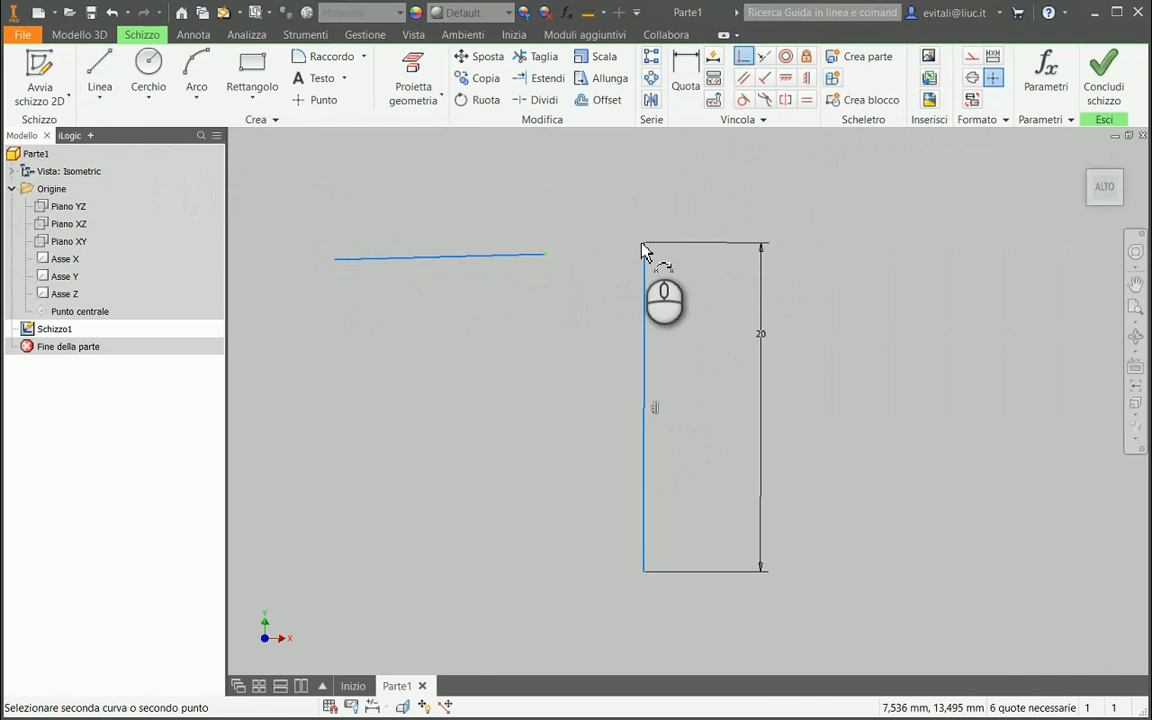 PRO
Materiale
Default
Parte1
Ricerca Guida in linea e comand
evitali@liuc.it
File
Modello 3D
Schizzo
Annota
Analizza
Strumenti
Gestione
Vista
Ambienti
Inizia
Moduli aggiuntivi
Collabora
Avvia
schizzo 2D
Linea
Cerchio
Arco
Rettangolo
Raccordo
Testo
Punto
Proietta
geometria
Sposta
Taglia
Scala
Copia
Estendi
Allunga
Ruota
Dividi
Offset
Quota
Crea parte
Crea blocco
Parametri
Concludi
schizzo
Schizzo
Crea
Modifica
Serie
Vincola
Scheletro
Inserisci
Formato
Parametri
Esci
Modello
iLogic
Parte1
Vista: Isometric
Origine
Piano YZ
Piano XZ
Piano XY
Asse X
Asse Y
Asse Z
Punto centrale
Schizzo1
Fine della parte
ALTO
20
Y
X
Inizio
Parte1
Selezionare seconda curva o secondo punto
7,536 mm, 13,495 mm
6 quote necessarie
1
1